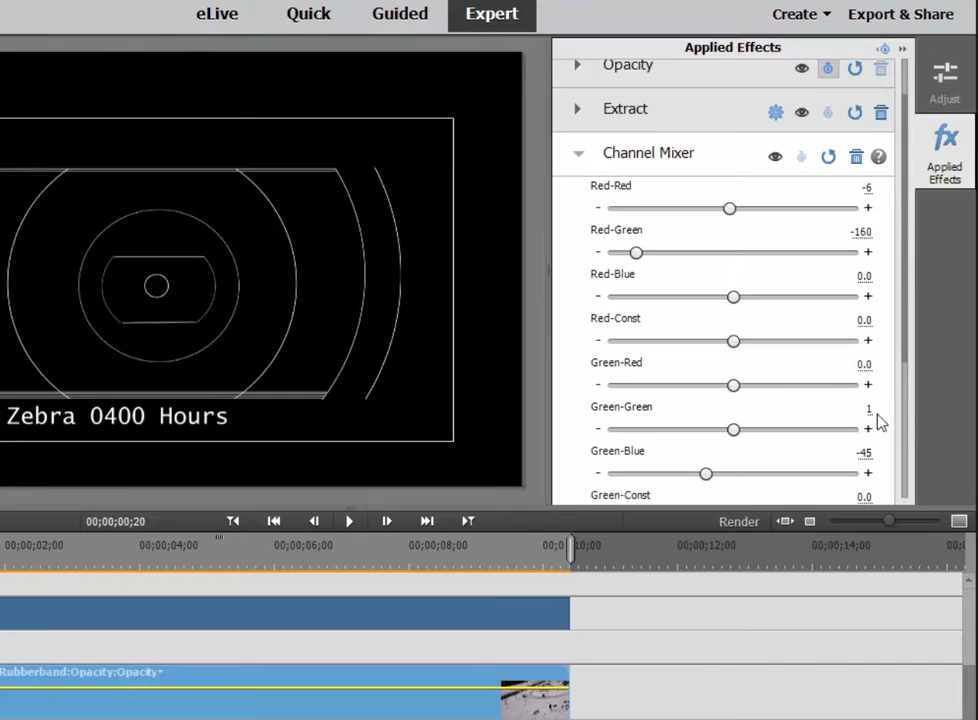 eLive Quick Guided Expert Create Export & Share
Applied Effects
Opacity
Extract
Channel Mixer
Adjust
Applied
Effects
Red-Red -6
- +
Red-Green -160
- +
Red-Blue 0.0
- +
Red-Const 0.0
- +
Green-Red 0.0
- +
Green-Green 1
- +
Green-Blue -45
- +
Green-Const 0.0
Zebra 0400 Hours
00;00;00;20 Render
00;00;02;00 00;00;04;00 00;00;06;00 00;00;08;00 00;0 10;00 00;00;12;00 00;00;14;00 00;0
Rubberband:Opacity:Opacity